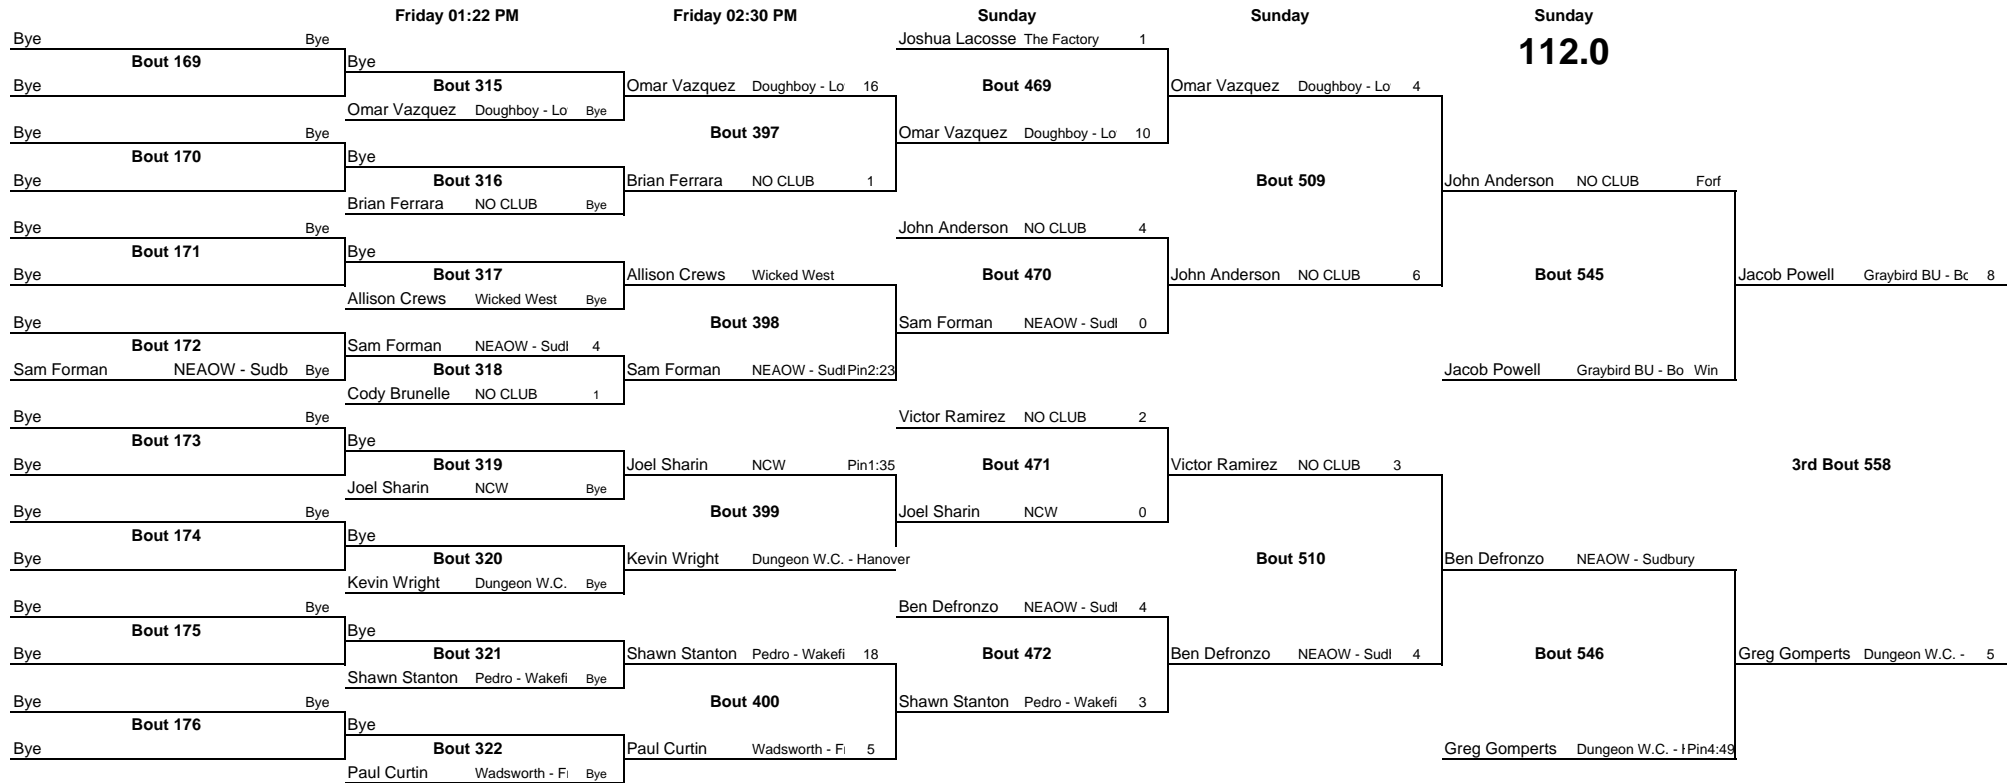 Friday 01:22 PM Friday 02:30 PM Sunday Sunday Sunday
Bye Bye Joshua Lacosse The Factory 1
112.0
Bout 169 Bye
Bye Bout 315 Omar Vazquez Doughboy - Lo 16 Bout 469 Omar Vazquez Doughboy - Lo 4
Omar Vazquez Doughboy - Lo Bye
Bye Bye Bout 397 Omar Vazquez Doughboy - Lo 10
Bout 170 Bye
Bye Bout 316 Brian Ferrara NO CLUB 1 Bout 509 John Anderson NO CLUB Forf
Brian Ferrara NO CLUB Bye
Bye Bye John Anderson NO CLUB 4
Bout 171 Bye
Bye Bout 317 Allison Crews Wicked West Bout 470 John Anderson NO CLUB 6 Bout 545 Jacob Powell Graybird BU - Bo 8
Allison Crews Wicked West Bye
Bye Bout 398 Sam Forman NEAOW - Sudb 0
Bout 172 Sam Forman NEAOW - Sudb 4
Sam Forman NEAOW - Sudb Bye Bout 318 Sam Forman NEAOW - Sudb Pin2:23 Jacob Powell Graybird BU - Bo Win
Cody Brunelle NO CLUB 1
Bye Bye Victor Ramirez NO CLUB 2
Bout 173 Bye
Bye Bout 319 Joel Sharin NCW Pin1:35 Bout 471 Victor Ramirez NO CLUB 3 3rd Bout 558
Joel Sharin NCW Bye
Bye Bye Bout 399 Joel Sharin NCW 0
Bout 174 Bye
Bye Bout 320 Kevin Wright Dungeon W.C. - Hanover Bout 510 Ben Defronzo NEAOW - Sudbury
Kevin Wright Dungeon W.C. Bye
Bye Bye Ben Defronzo NEAOW - Sudb 4
Bout 175 Bye
Bye Bout 321 Shawn Stanton Pedro - Wakefi 18 Bout 472 Ben Defronzo NEAOW - Sudb 4 Bout 546 Greg Gomperts Dungeon W.C. - 5
Shawn Stanton Pedro - Wakefi Bye
Bye Bye Bout 400 Shawn Stanton Pedro - Wakefi 3
Bout 176 Bye
Bye Bout 322 Paul Curtin Wadsworth - Fr 5 Greg Gomperts Dungeon W.C. - H Pin4:49
Paul Curtin Wadsworth - Fr Bye